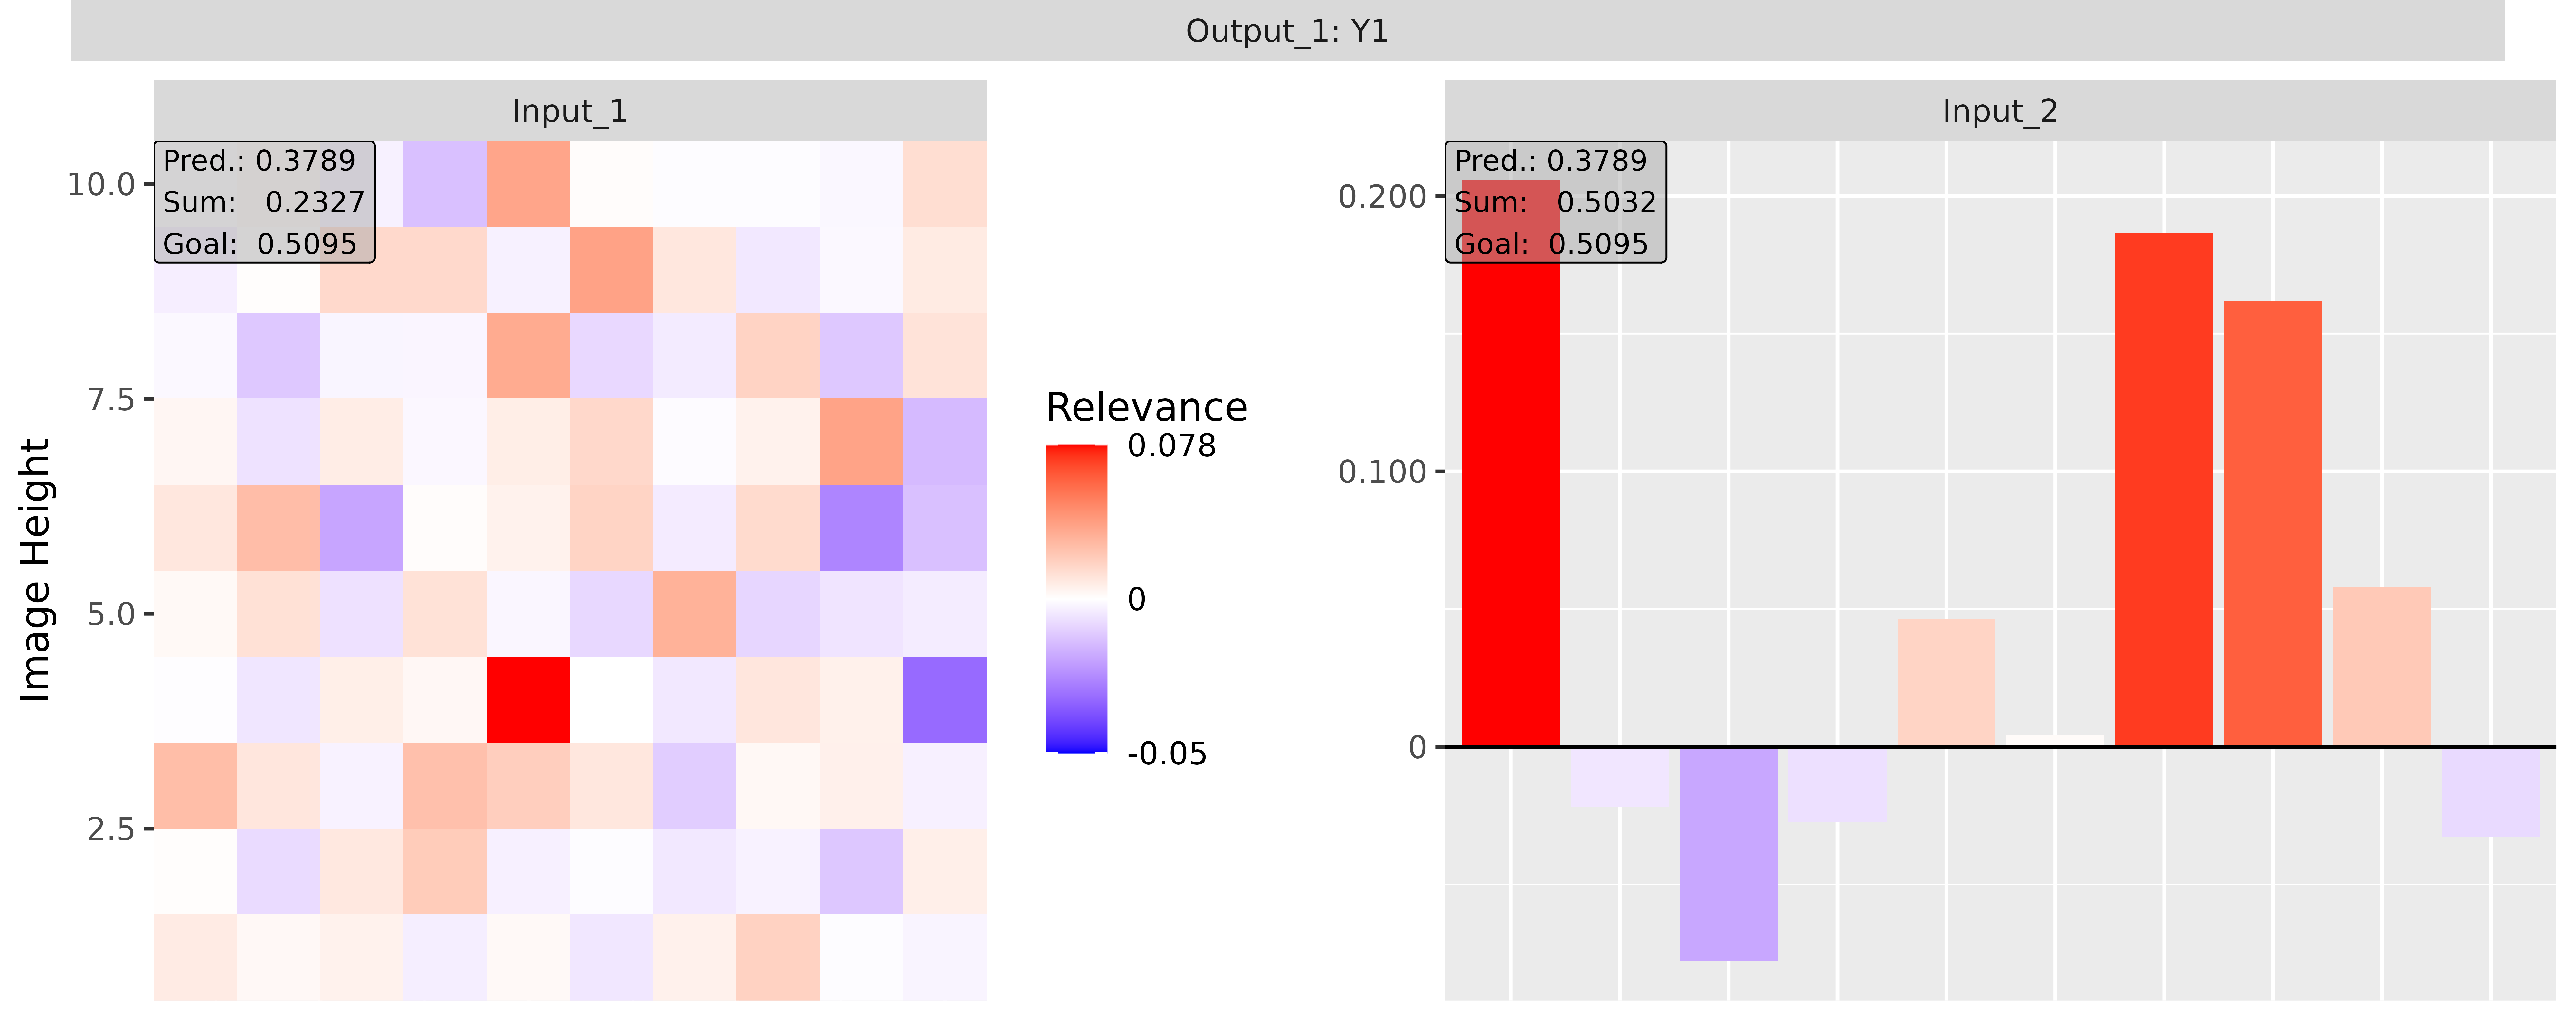 Output_1: Y1
Input_1
Input_2
Pred.: 0.3789
Sum: 0.2327
Goal: 0.5095
Pred.: 0.3789
Sum: 0.5032
Goal: 0.5095
10.0
7.5
5.0
2.5
Image Height
Relevance
0.078
0
-0.05
0.200
0.100
0